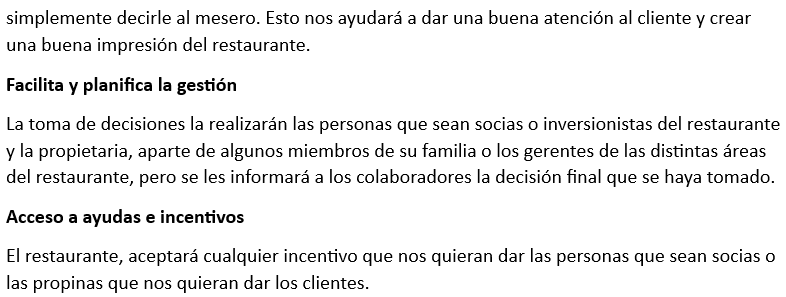 simplemente decirle al mesero. Esto nos ayudará a dar una buena atención al cliente y crear
una buena impresión del restaurante.
Facilita y planifica la gestión
La toma de decisiones la realizarán las personas que sean socias o inversionistas del restaurante
y la propietaria, aparte de algunos miembros de su familia o los gerentes de las distintas áreas
del restaurante, pero se les informará a los colaboradores la decisión final que se haya tomado.
Acceso a ayudas e incentivos
El restaurante, aceptará cualquier incentivo que nos quieran dar las personas que sean socias o
las propinas que nos quieran dar los clientes.